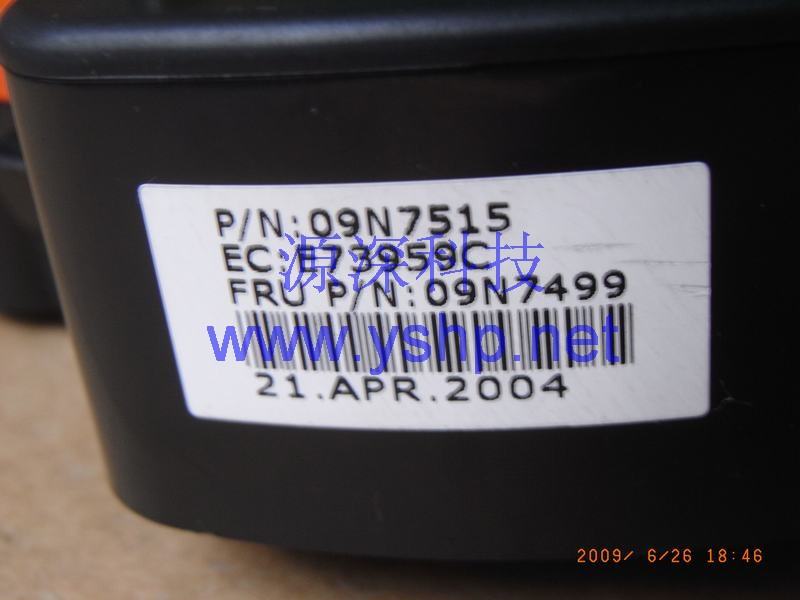 P/N:09N7515
EC:E73959C
源深科技
FRU P/N:09N7499
www.yshp.net
21.APR.2004
2009/ 6/26 18:46